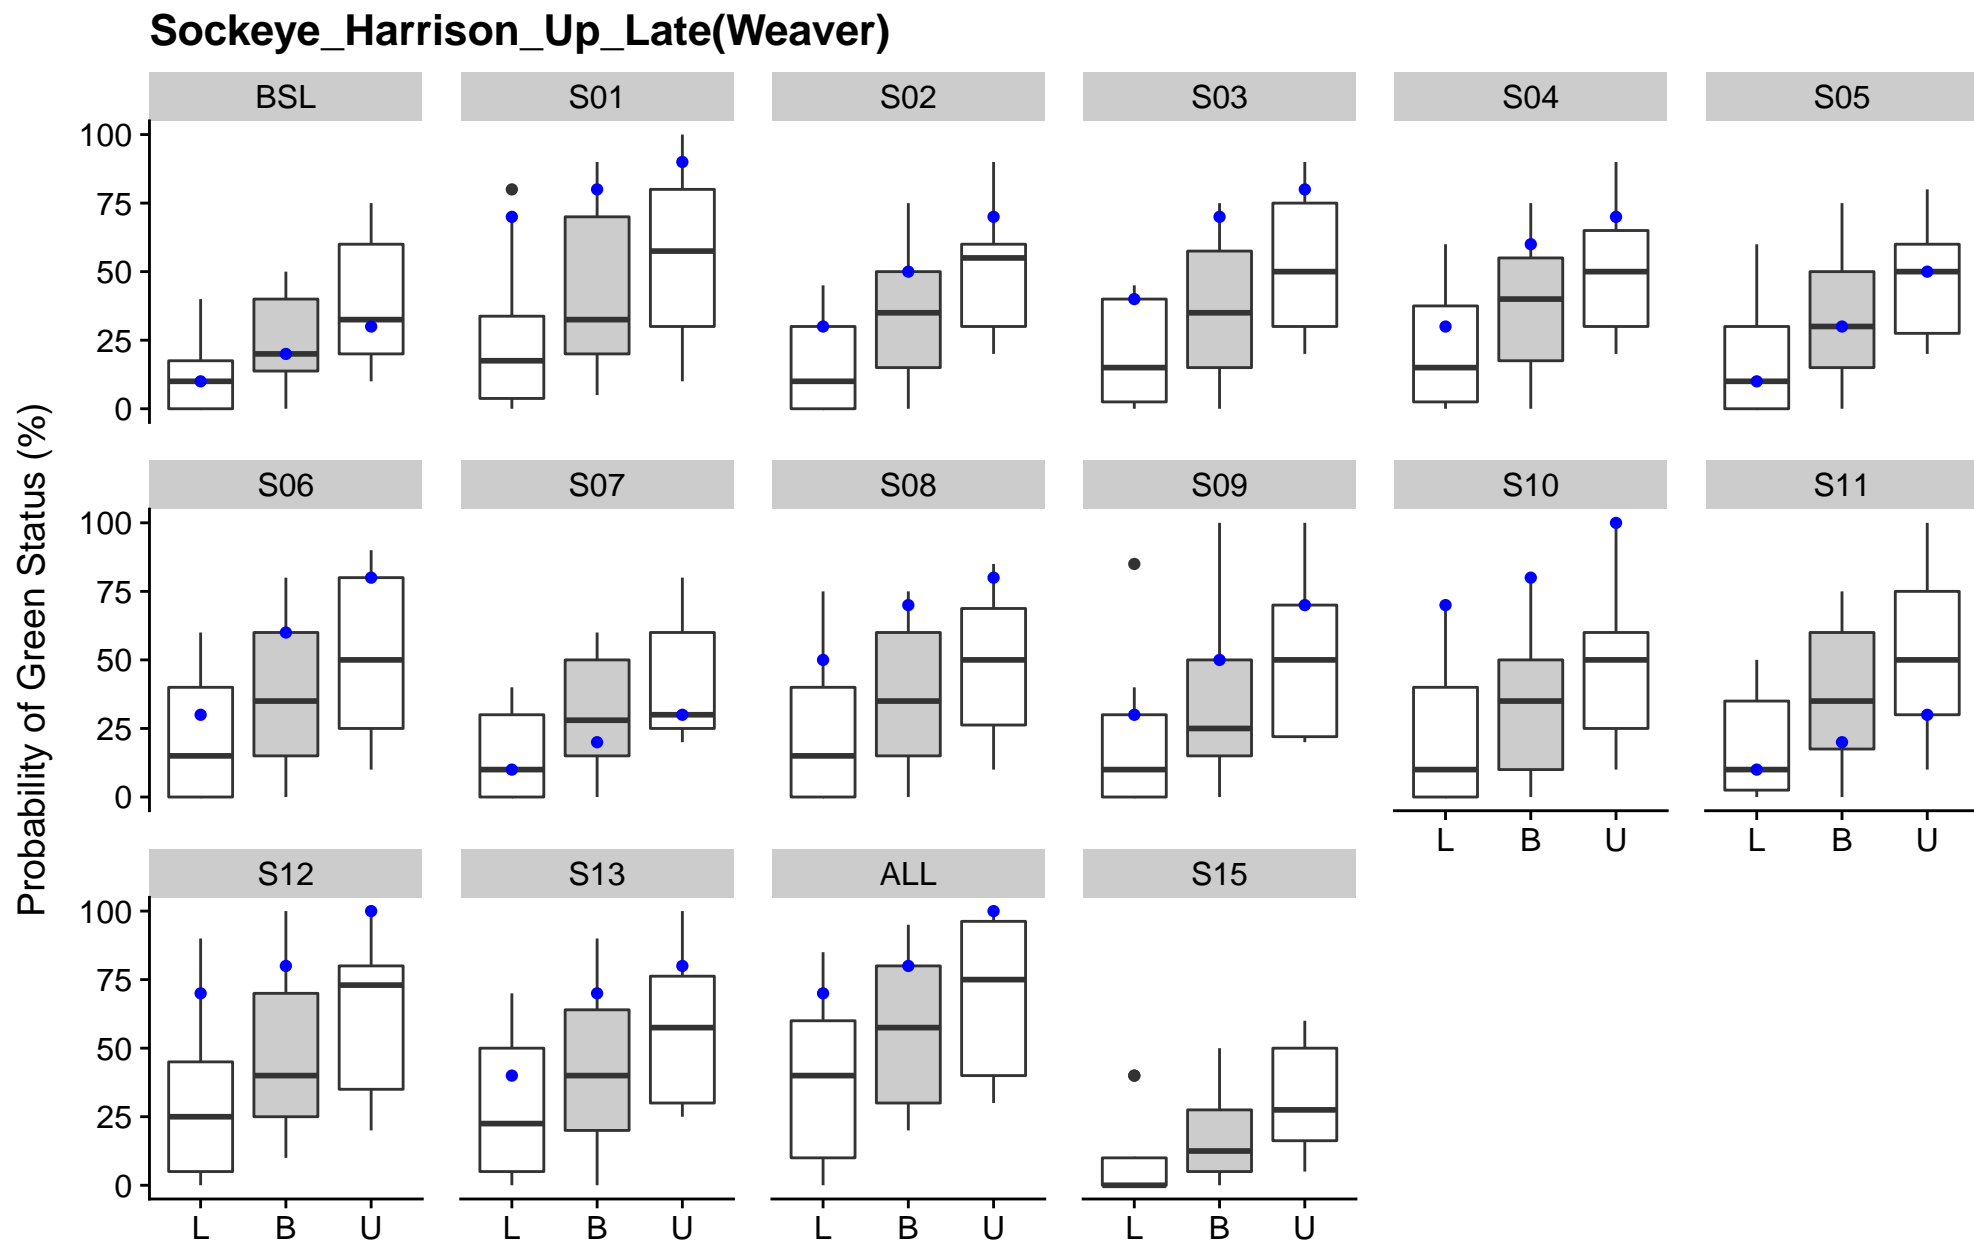 Sockeye_Harrison_Up_Late(Weaver)
BSL S01 S02 S03 S04 S05
100
75
50
25
0
S06 S07 S08 S09 S10 S11
100
75
50
25
0
L B U L B U
S12 S13 ALL S15
100
75
50
25
0
L B U L B U L B U L B U
Probability of Green Status (%)